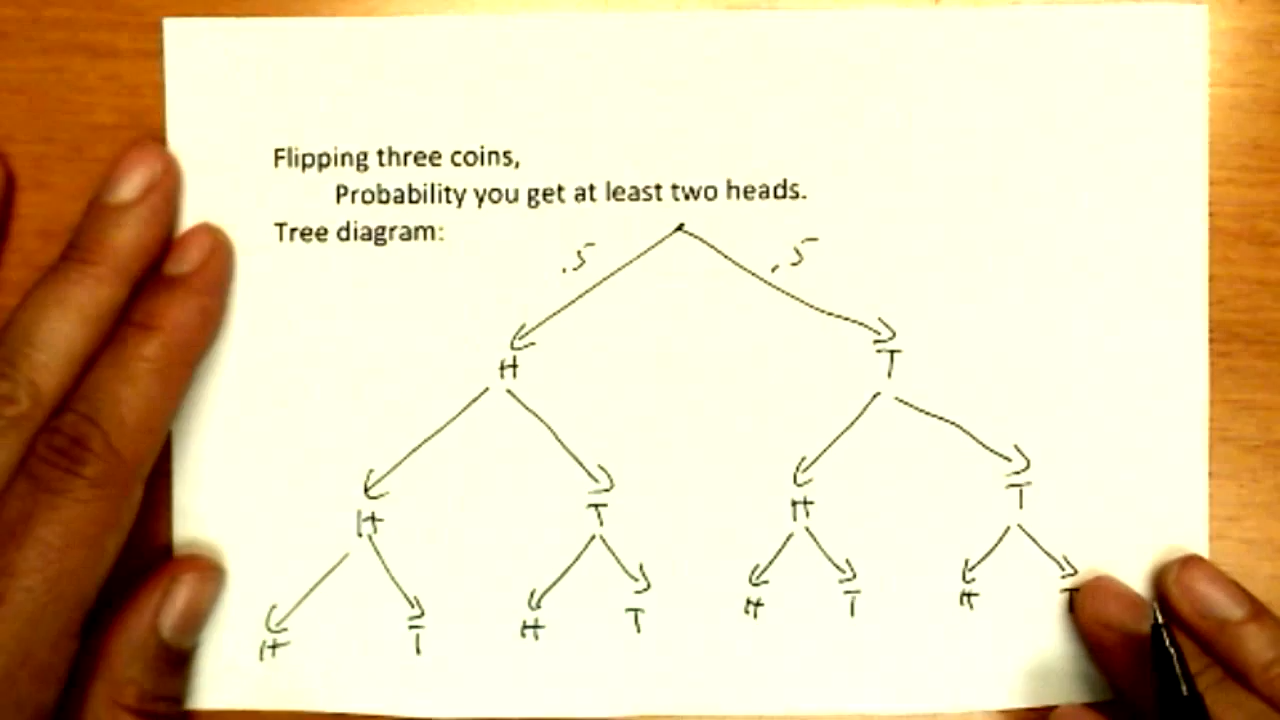 Flipping three coins,
Probability you get at least two heads.
Tree diagram:
.5 .5
H T
H T H T
H T H T H T H T